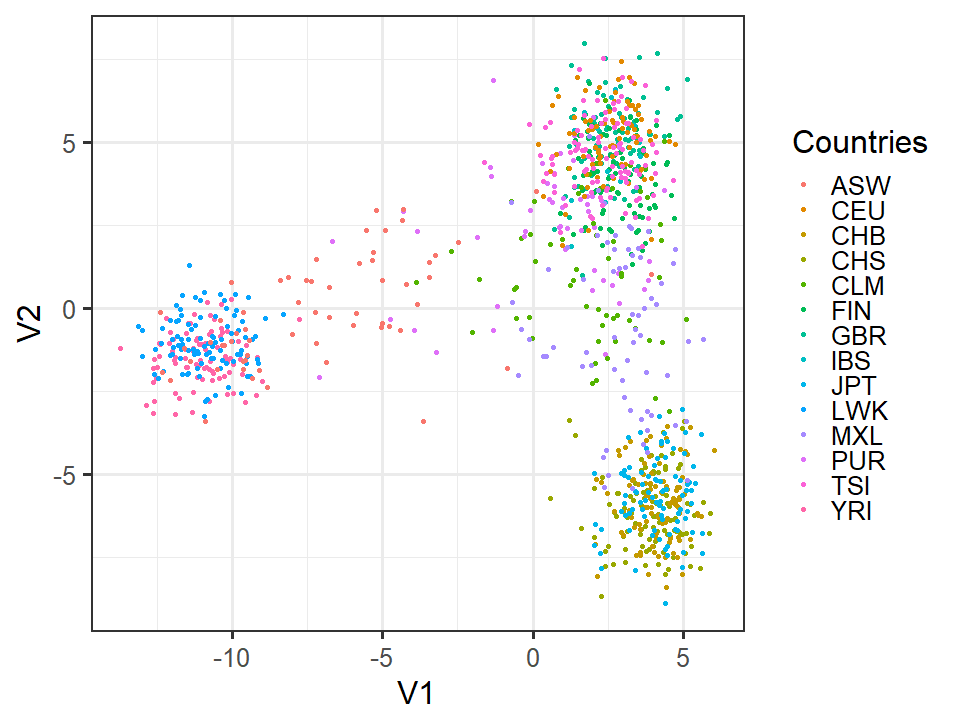 Countries
ASW
CEU
CHB
CHS
CLM
FIN
GBR
IBS
JPT
LWK
MXL
PUR
TSI
YRI
5
0
-5
V2
-10
-5
0
5
V1